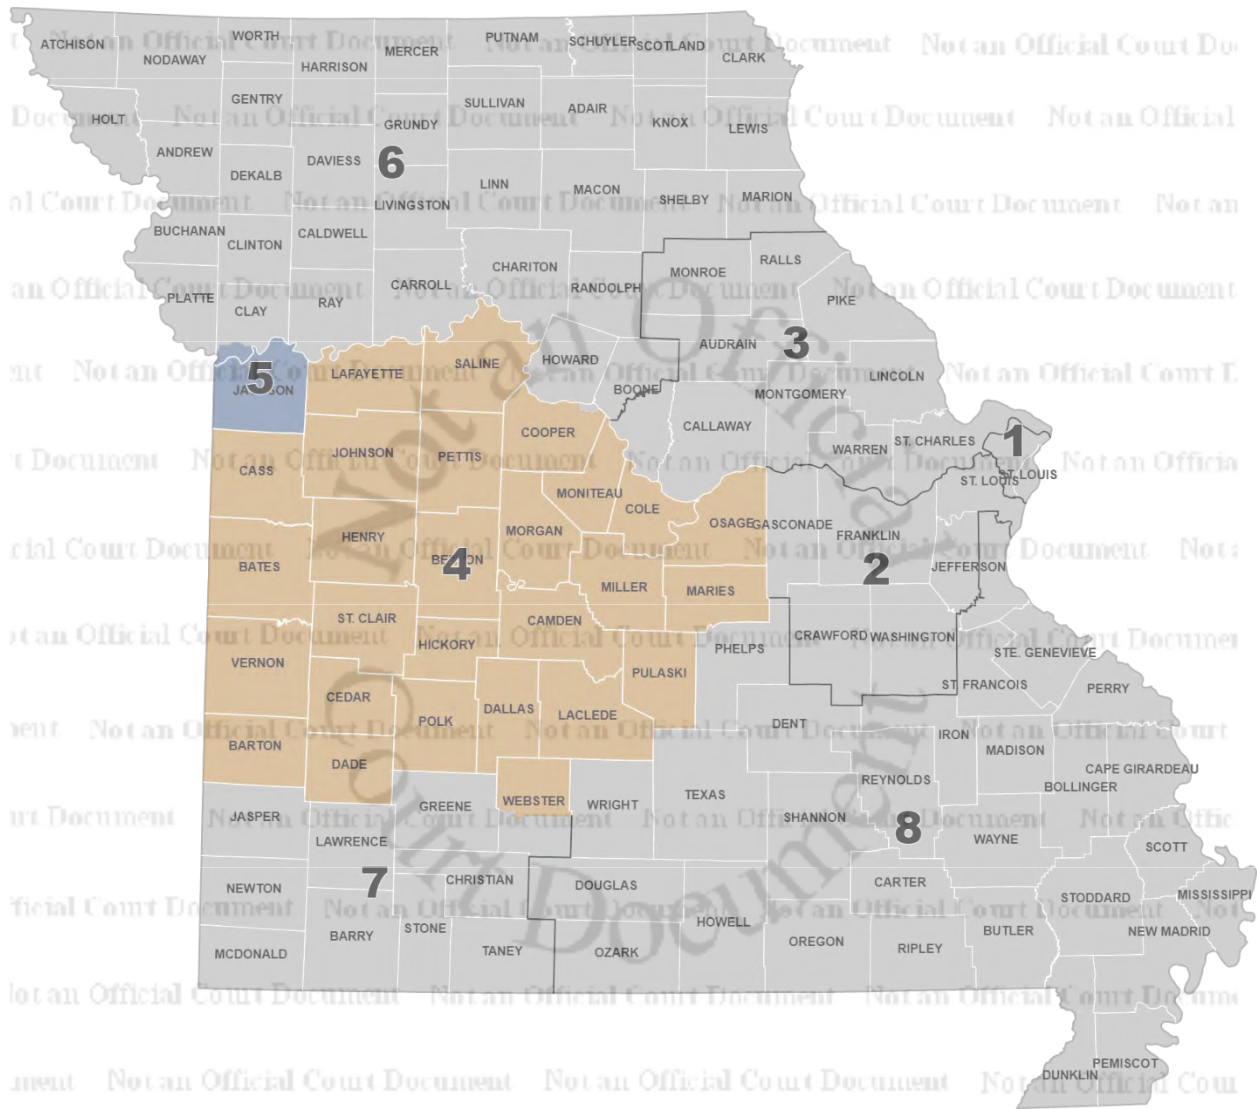 ATCHISON
NODAWAY
WORTH
HARRISON
MERCER
PUTNAM
SCHUYLER
SCOTLAND
CLARK
HOLT
GENTRY
GRUNDY
SULLIVAN
ADAIR
KNOX
LEWIS
ANDREW
DEKALB
DAVIESS
6
LIVINGSTON
LINN
MACON
SHELBY
MARION
BUCHANAN
CLINTON
CALDWELL
CHARITON
RANDOLPH
MONROE
RALLS
PLATTE
CLAY
RAY
CARROLL
PIKE
5
LAFAYETTE
SALINE
HOWARD
BOONE
AUDRAIN
3
LINCOLN
MONTGOMERY
CASS
JOHNSON
PETTIS
COOPER
CALLAWAY
WARREN
ST. CHARLES
1
ST. LOUIS
ST. LOUIS
MONITEAU
COLE
OSAGE
GASCONADE
FRANKLIN
BATES
HENRY
MORGAN
4
MILLER
MARIES
2
JEFFERSON
ST. CLAIR
HICKORY
CAMDEN
PHELPS
CRAWFORD
WASHINGTON
STE. GENEVIEVE
VERNON
CEDAR
PULASKI
ST. FRANCOIS
PERRY
POLK
DALLAS
LACLEDE
DENT
IRON
MADISON
BARTON
DADE
REYNOLDS
BOLLINGER
CAPE GIRARDEAU
JASPER
GREENE
WEBSTER
WRIGHT
TEXAS
SHANNON
8
WAYNE
SCOTT
LAWRENCE
7
CHRISTIAN
DOUGLAS
CARTER
STODDARD
MISSISSIPPI
NEWTON
BARRY
STONE
TANEY
OZARK
HOWELL
OREGON
RIPLEY
BUTLER
NEW MADRID
MCDONALD
DUNKLIN
PEMISCOT
Not an Official
Court Document